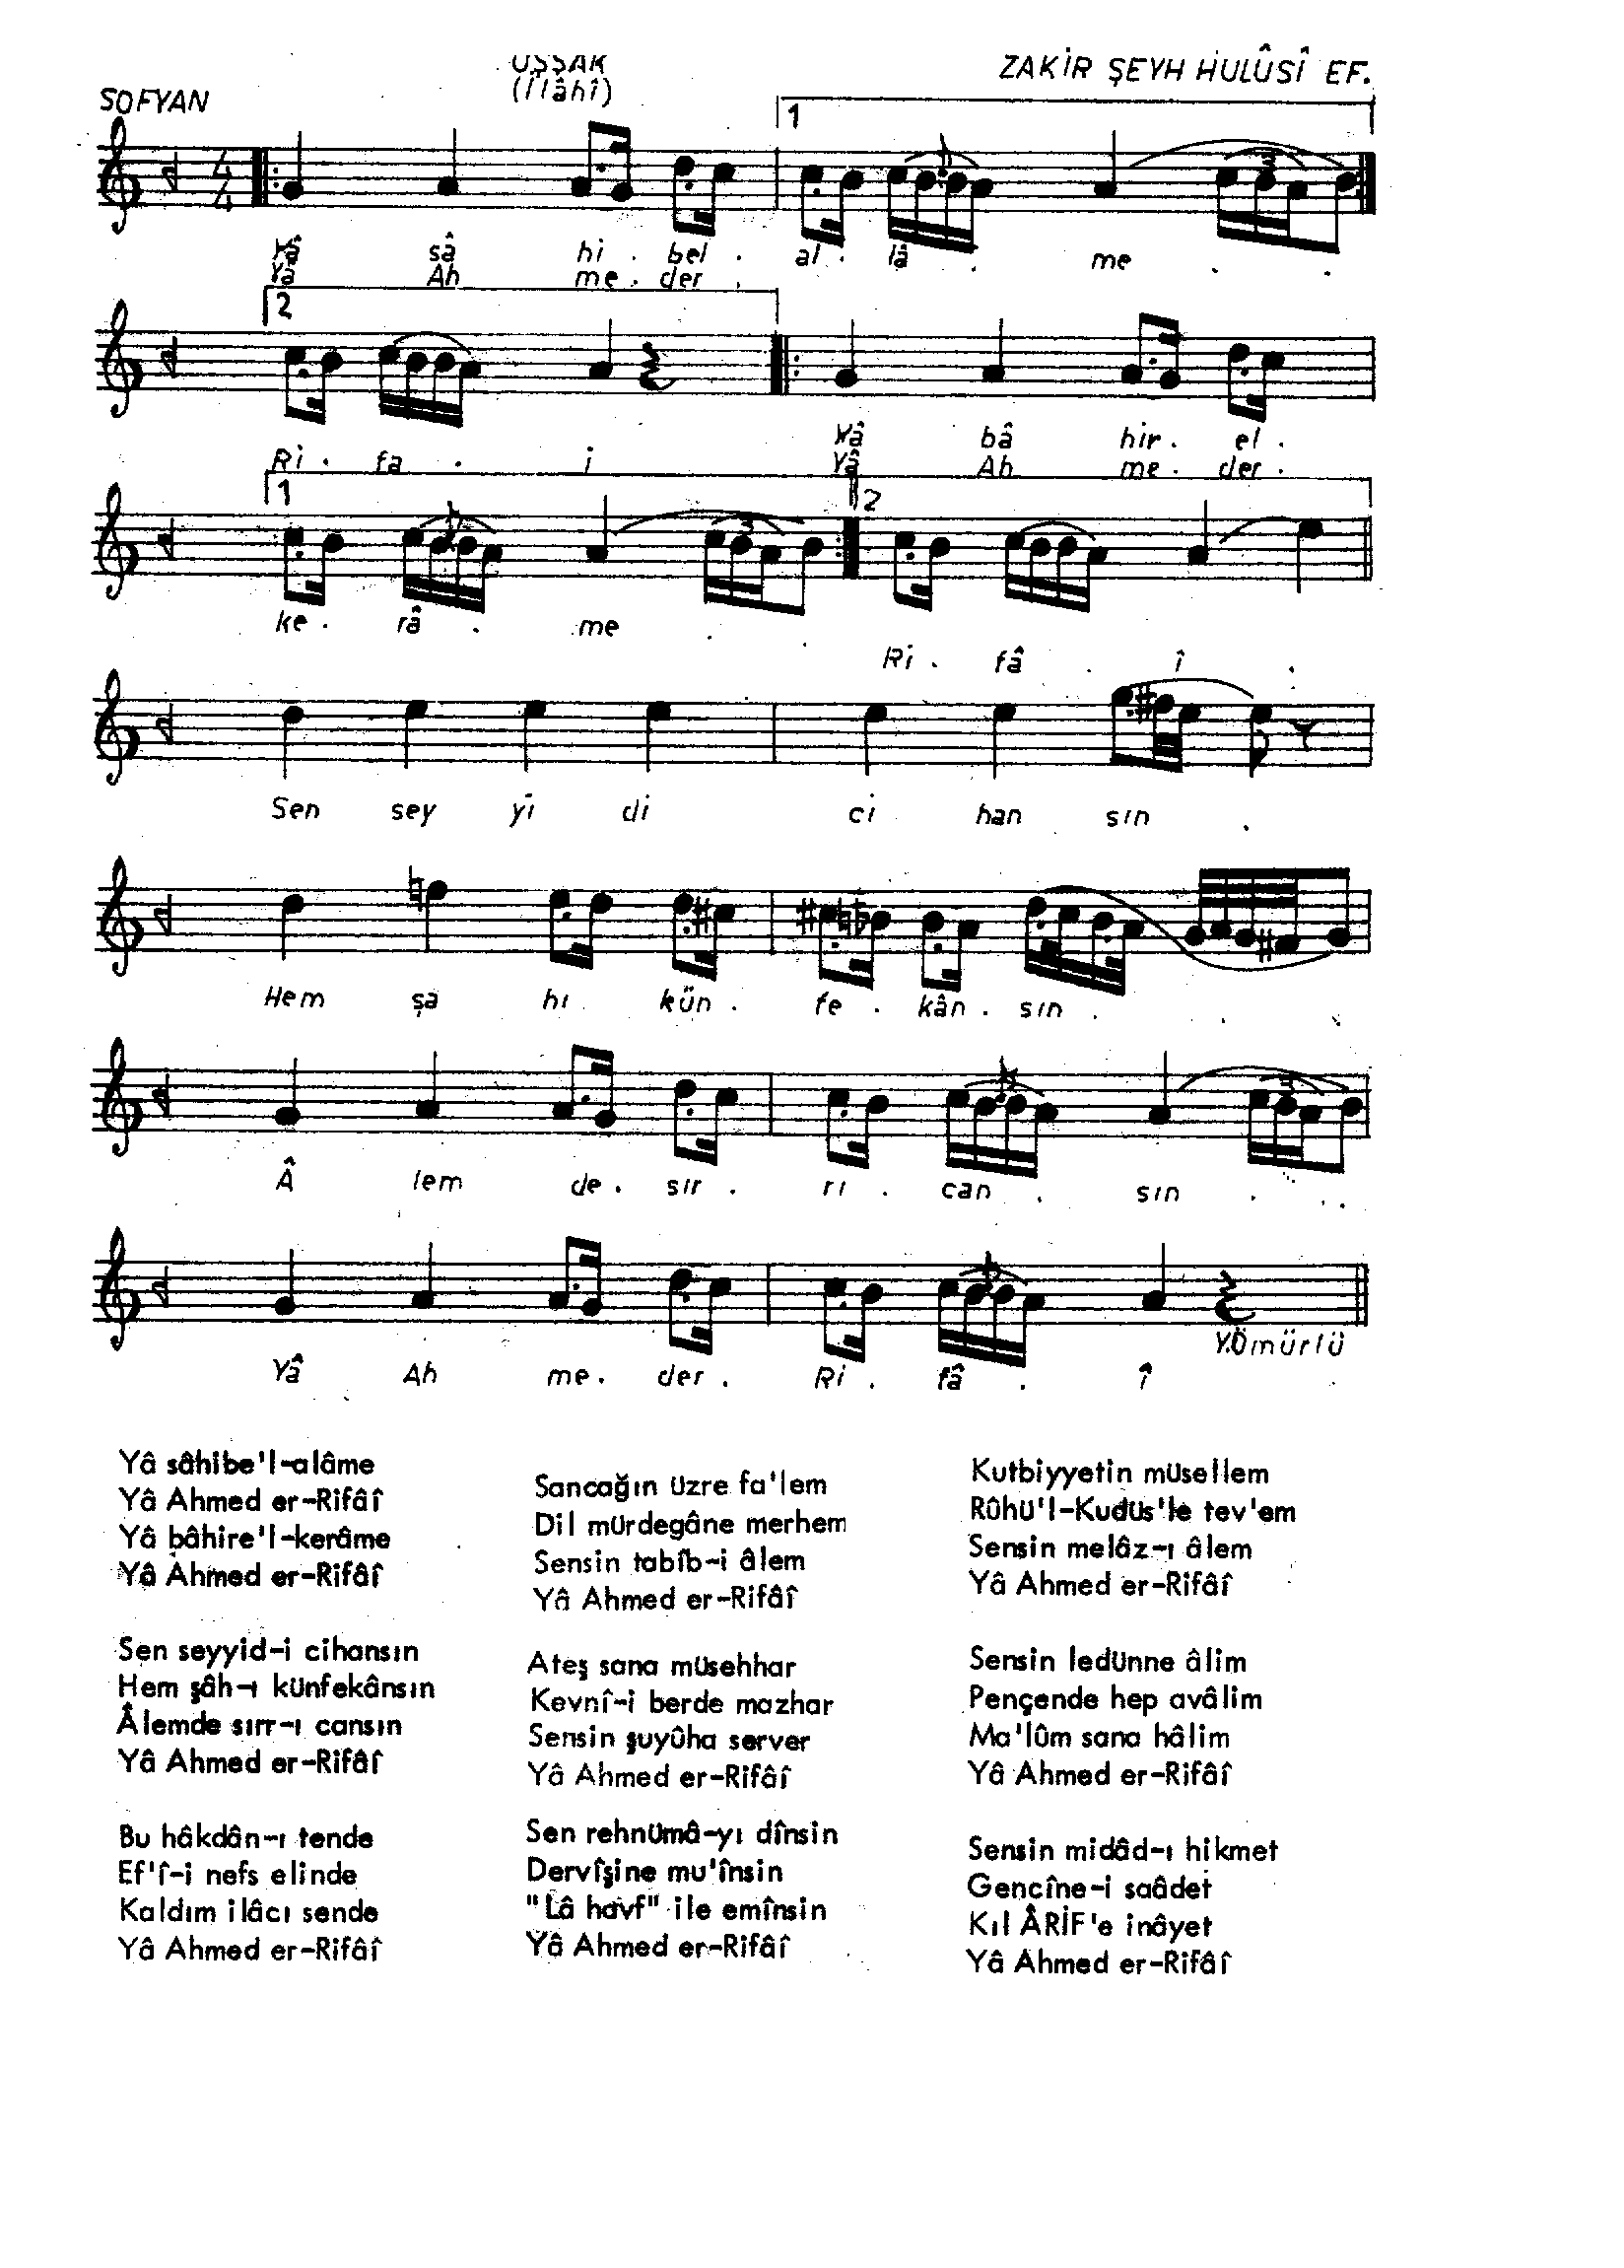 UŞŞAK
(İlâhî)
ZAKİR ŞEYH HULÛSİ EF.
SOFYAN
4
4
1
3
Yâ sâ hi . bel . al . lâ . me . .
Yâ Ah me . der .
2
Ri . fa . i
Yâ bâ hir . el .
Yâ Ah me . der .
1
3
2
ke . râ . me . .
Ri . fâ . î .
Sen sey yi di ci han sın .
Hem şa hı . kün . fe . kân . sın . . .
3
 lem de . sır . rı . can . sın . . .
Yâ Ah me . der . Ri . fâ . î
Y.Ömürlü
Yâ sâhibe'l-alâme
Yâ Ahmed er-Rifâî
Yâ bâhire'l-kerâme
Yâ Ahmed er-Rifâî
Sen seyyid-i cihansın
Hem şâh-ı künfekânsın
Âlemde sırr-ı cansın
Yâ Ahmed er-Rifâî
Bu hâkdân-ı tende
Ef'î-i nefs elinde
Kaldım ilâcı sende
Yâ Ahmed er-Rifâî
Sancağın üzre fa'lem
Dil mürdegâne merhem
Sensin tabîb-i âlem
Yâ Ahmed er-Rifâî
Ateş sana müsehhar
Kevnî-i berde mazhar
Sensin şuyûha server
Yâ Ahmed er-Rifâî
Sen rehnümâ-yı dînsin
Dervîşine mu'însin
"Lâ havf" ile emînsin
Yâ Ahmed er-Rifâî
Kutbiyyetin müsellem
Rûhü'l-Kudüs'le tev'em
Sensin melâz-ı âlem
Yâ Ahmed er-Rifâî
Sensin ledünne âlim
Pençende hep avâlim
Ma'lûm sana hâlim
Yâ Ahmed er-Rifâî
Sensin midâd-ı hikmet
Gencîne-i saâdet
Kıl ÂRİF'e inâyet
Yâ Ahmed er-Rifâî